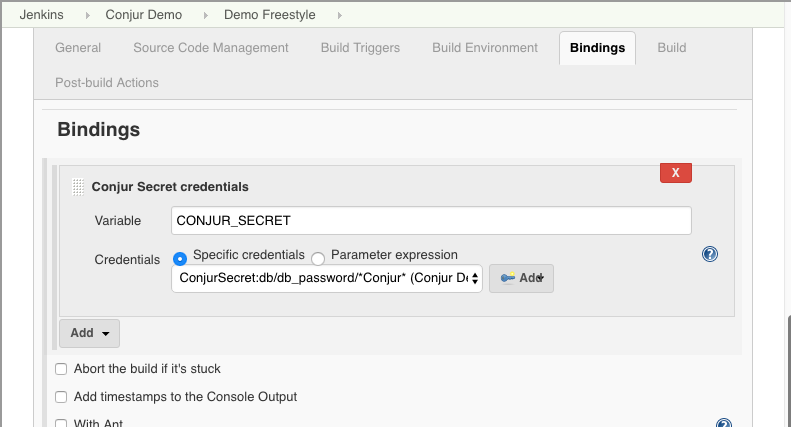 Jenkins Conjur Demo Demo Freestyle
General Source Code Management Build Triggers Build Environment Bindings Build
Post-build Actions
Bindings
X
Conjur Secret credentials
Variable CONJUR_SECRET
Credentials Specific credentials Parameter expression ?
ConjurSecret:db/db_password/*Conjur* (Conjur De Add
Add
Abort the build if it's stuck
Add timestamps to the Console Output
With Ant ?